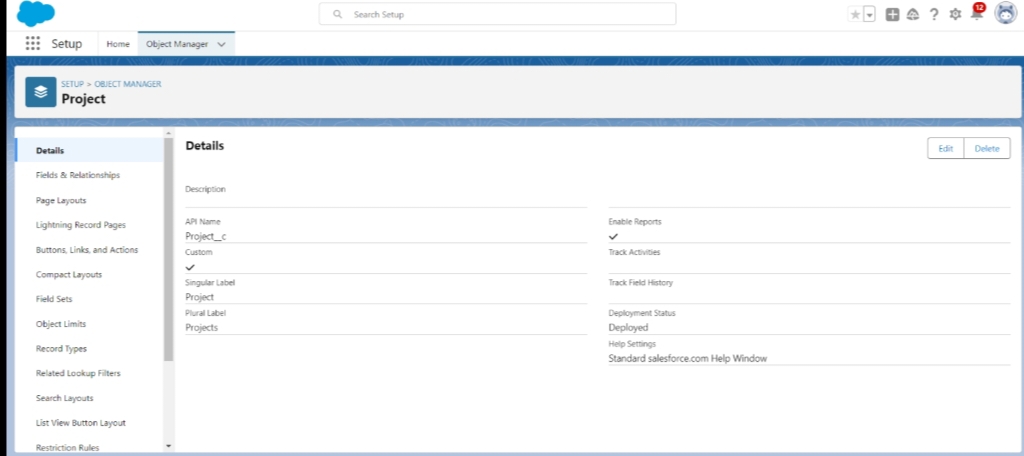 Search Setup
12
Setup
Home
Object Manager
SETUP > OBJECT MANAGER
Project
Details
Fields & Relationships
Page Layouts
Lightning Record Pages
Buttons, Links, and Actions
Compact Layouts
Field Sets
Object Limits
Record Types
Related Lookup Filters
Search Layouts
List View Button Layout
Restriction Rules
Details
Edit
Delete
Description
API Name
Project__c
Custom
Singular Label
Project
Plural Label
Projects
Enable Reports
Track Activities
Track Field History
Deployment Status
Deployed
Help Settings
Standard salesforce.com Help Window